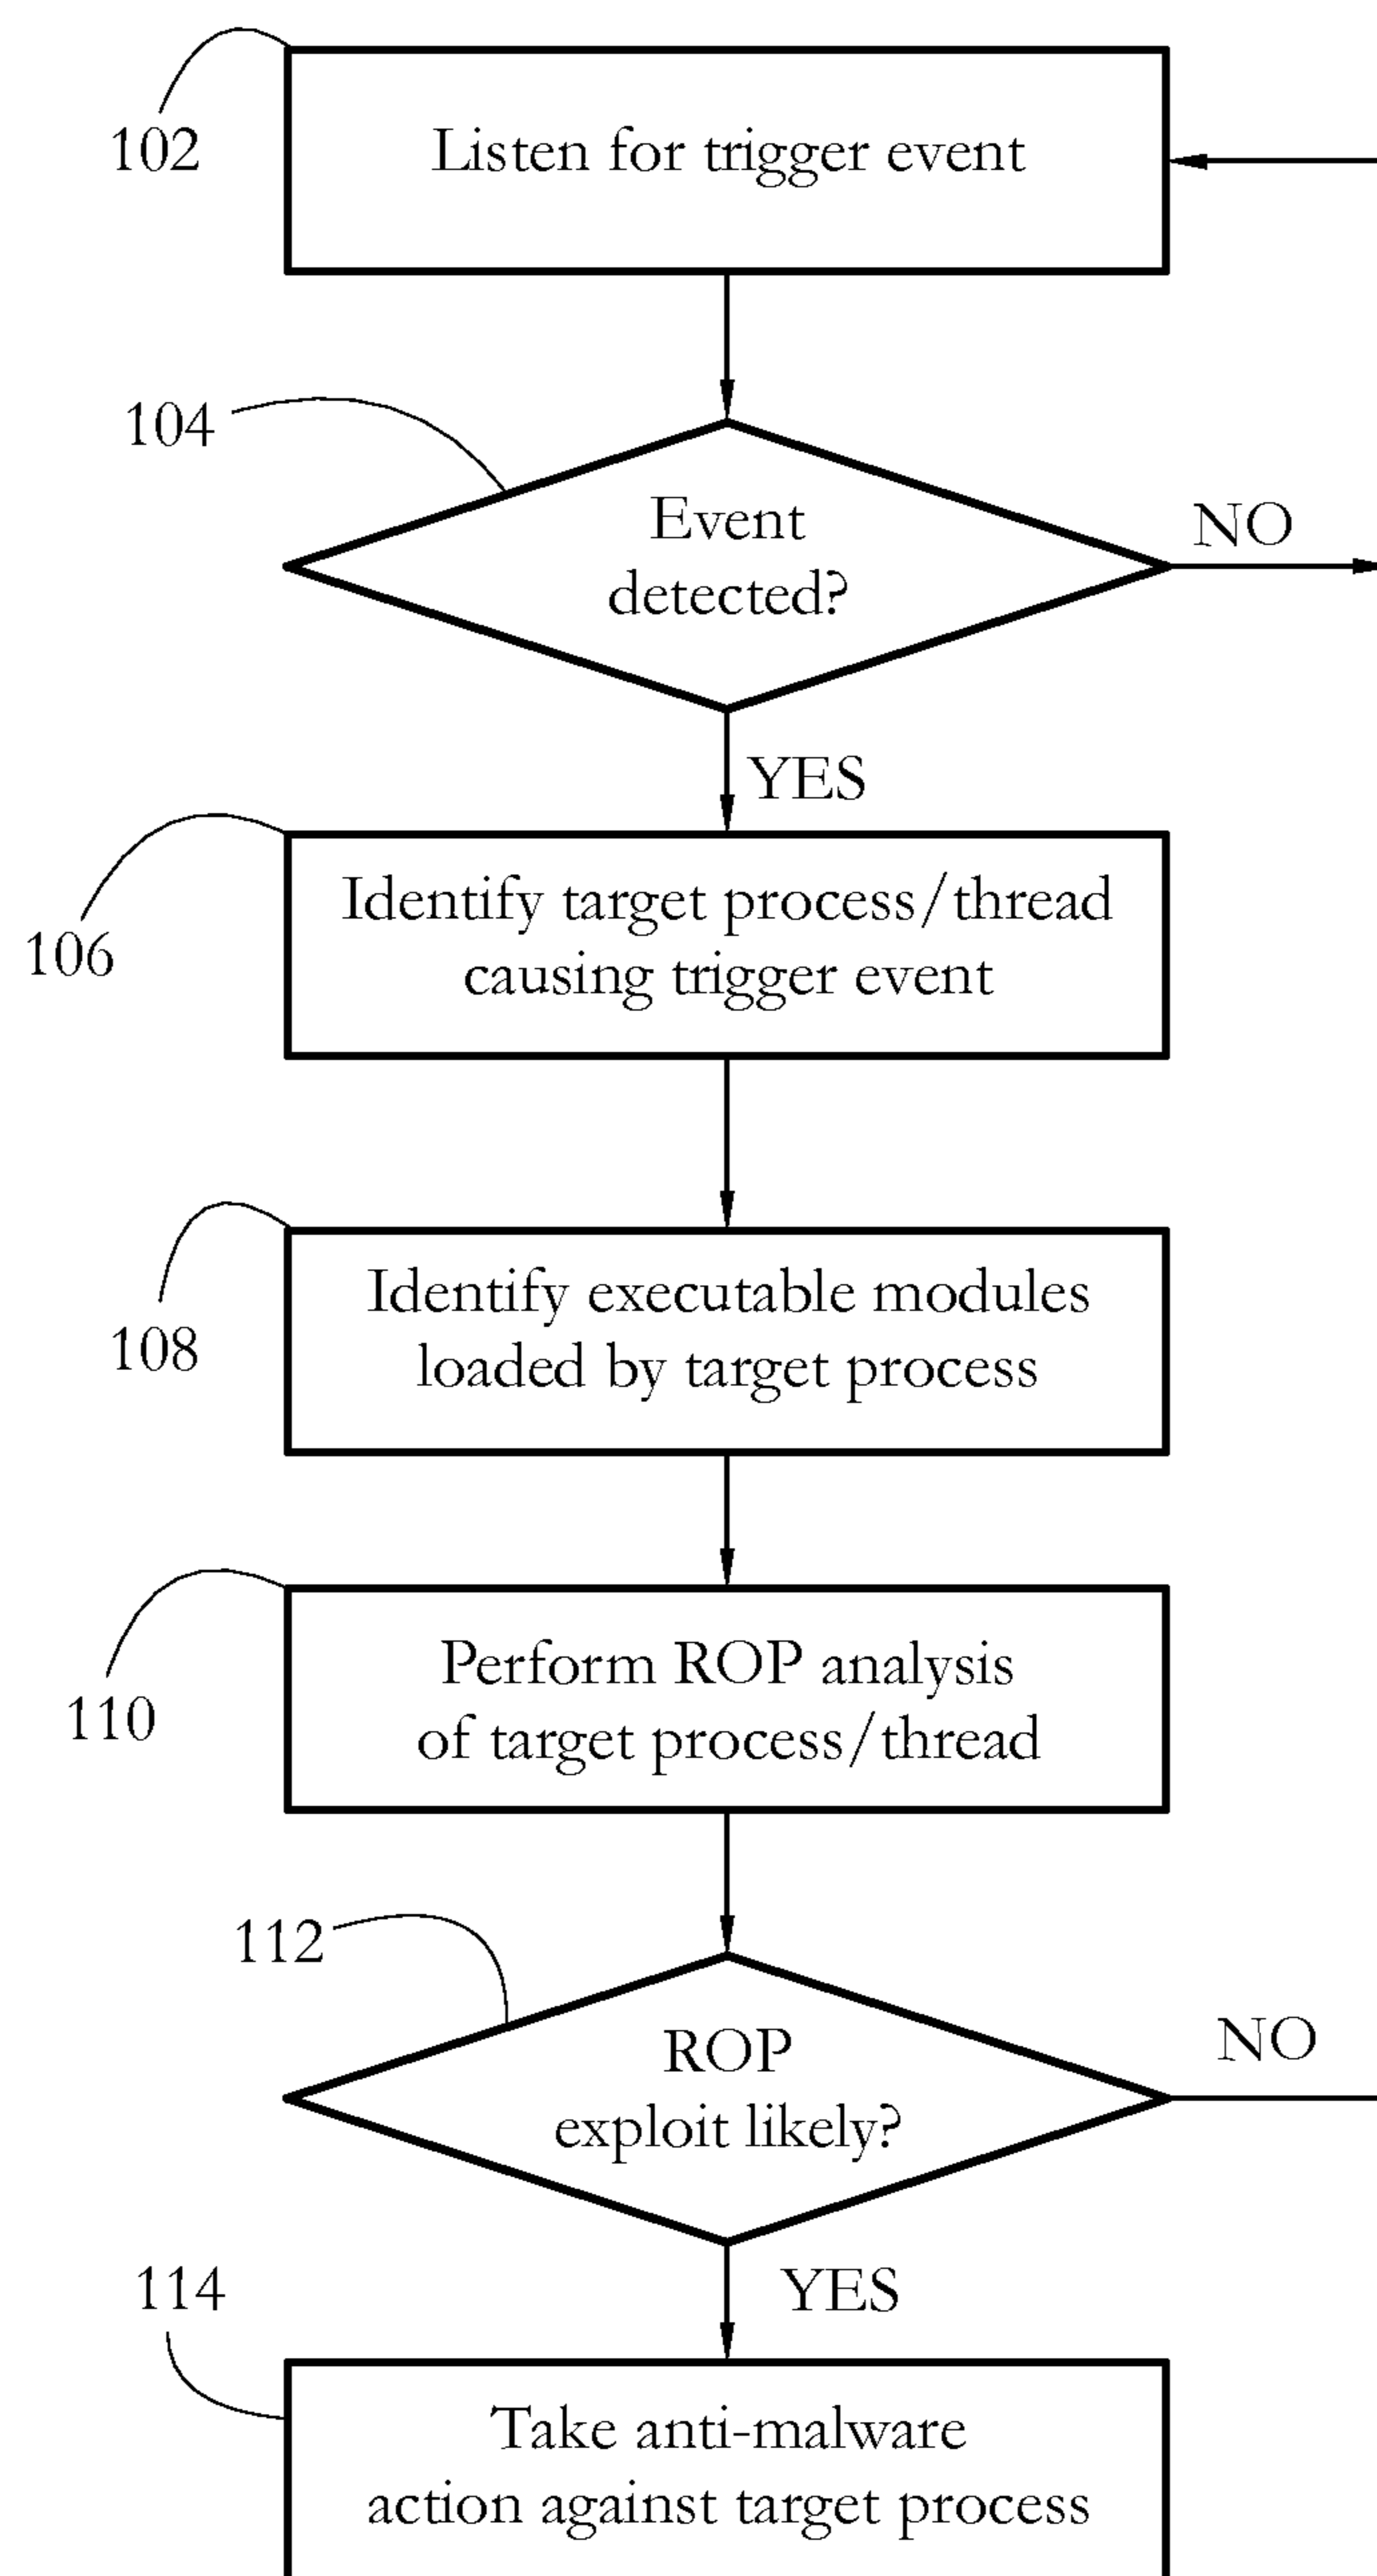 102
Listen for trigger event
104
Event
detected?
NO
YES
106
Identify target process/thread
causing trigger event
108
Identify executable modules
loaded by target process
110
Perform ROP analysis
of target process/thread
112
ROP
exploit likely?
NO
YES
114
Take anti-malware
action against target process